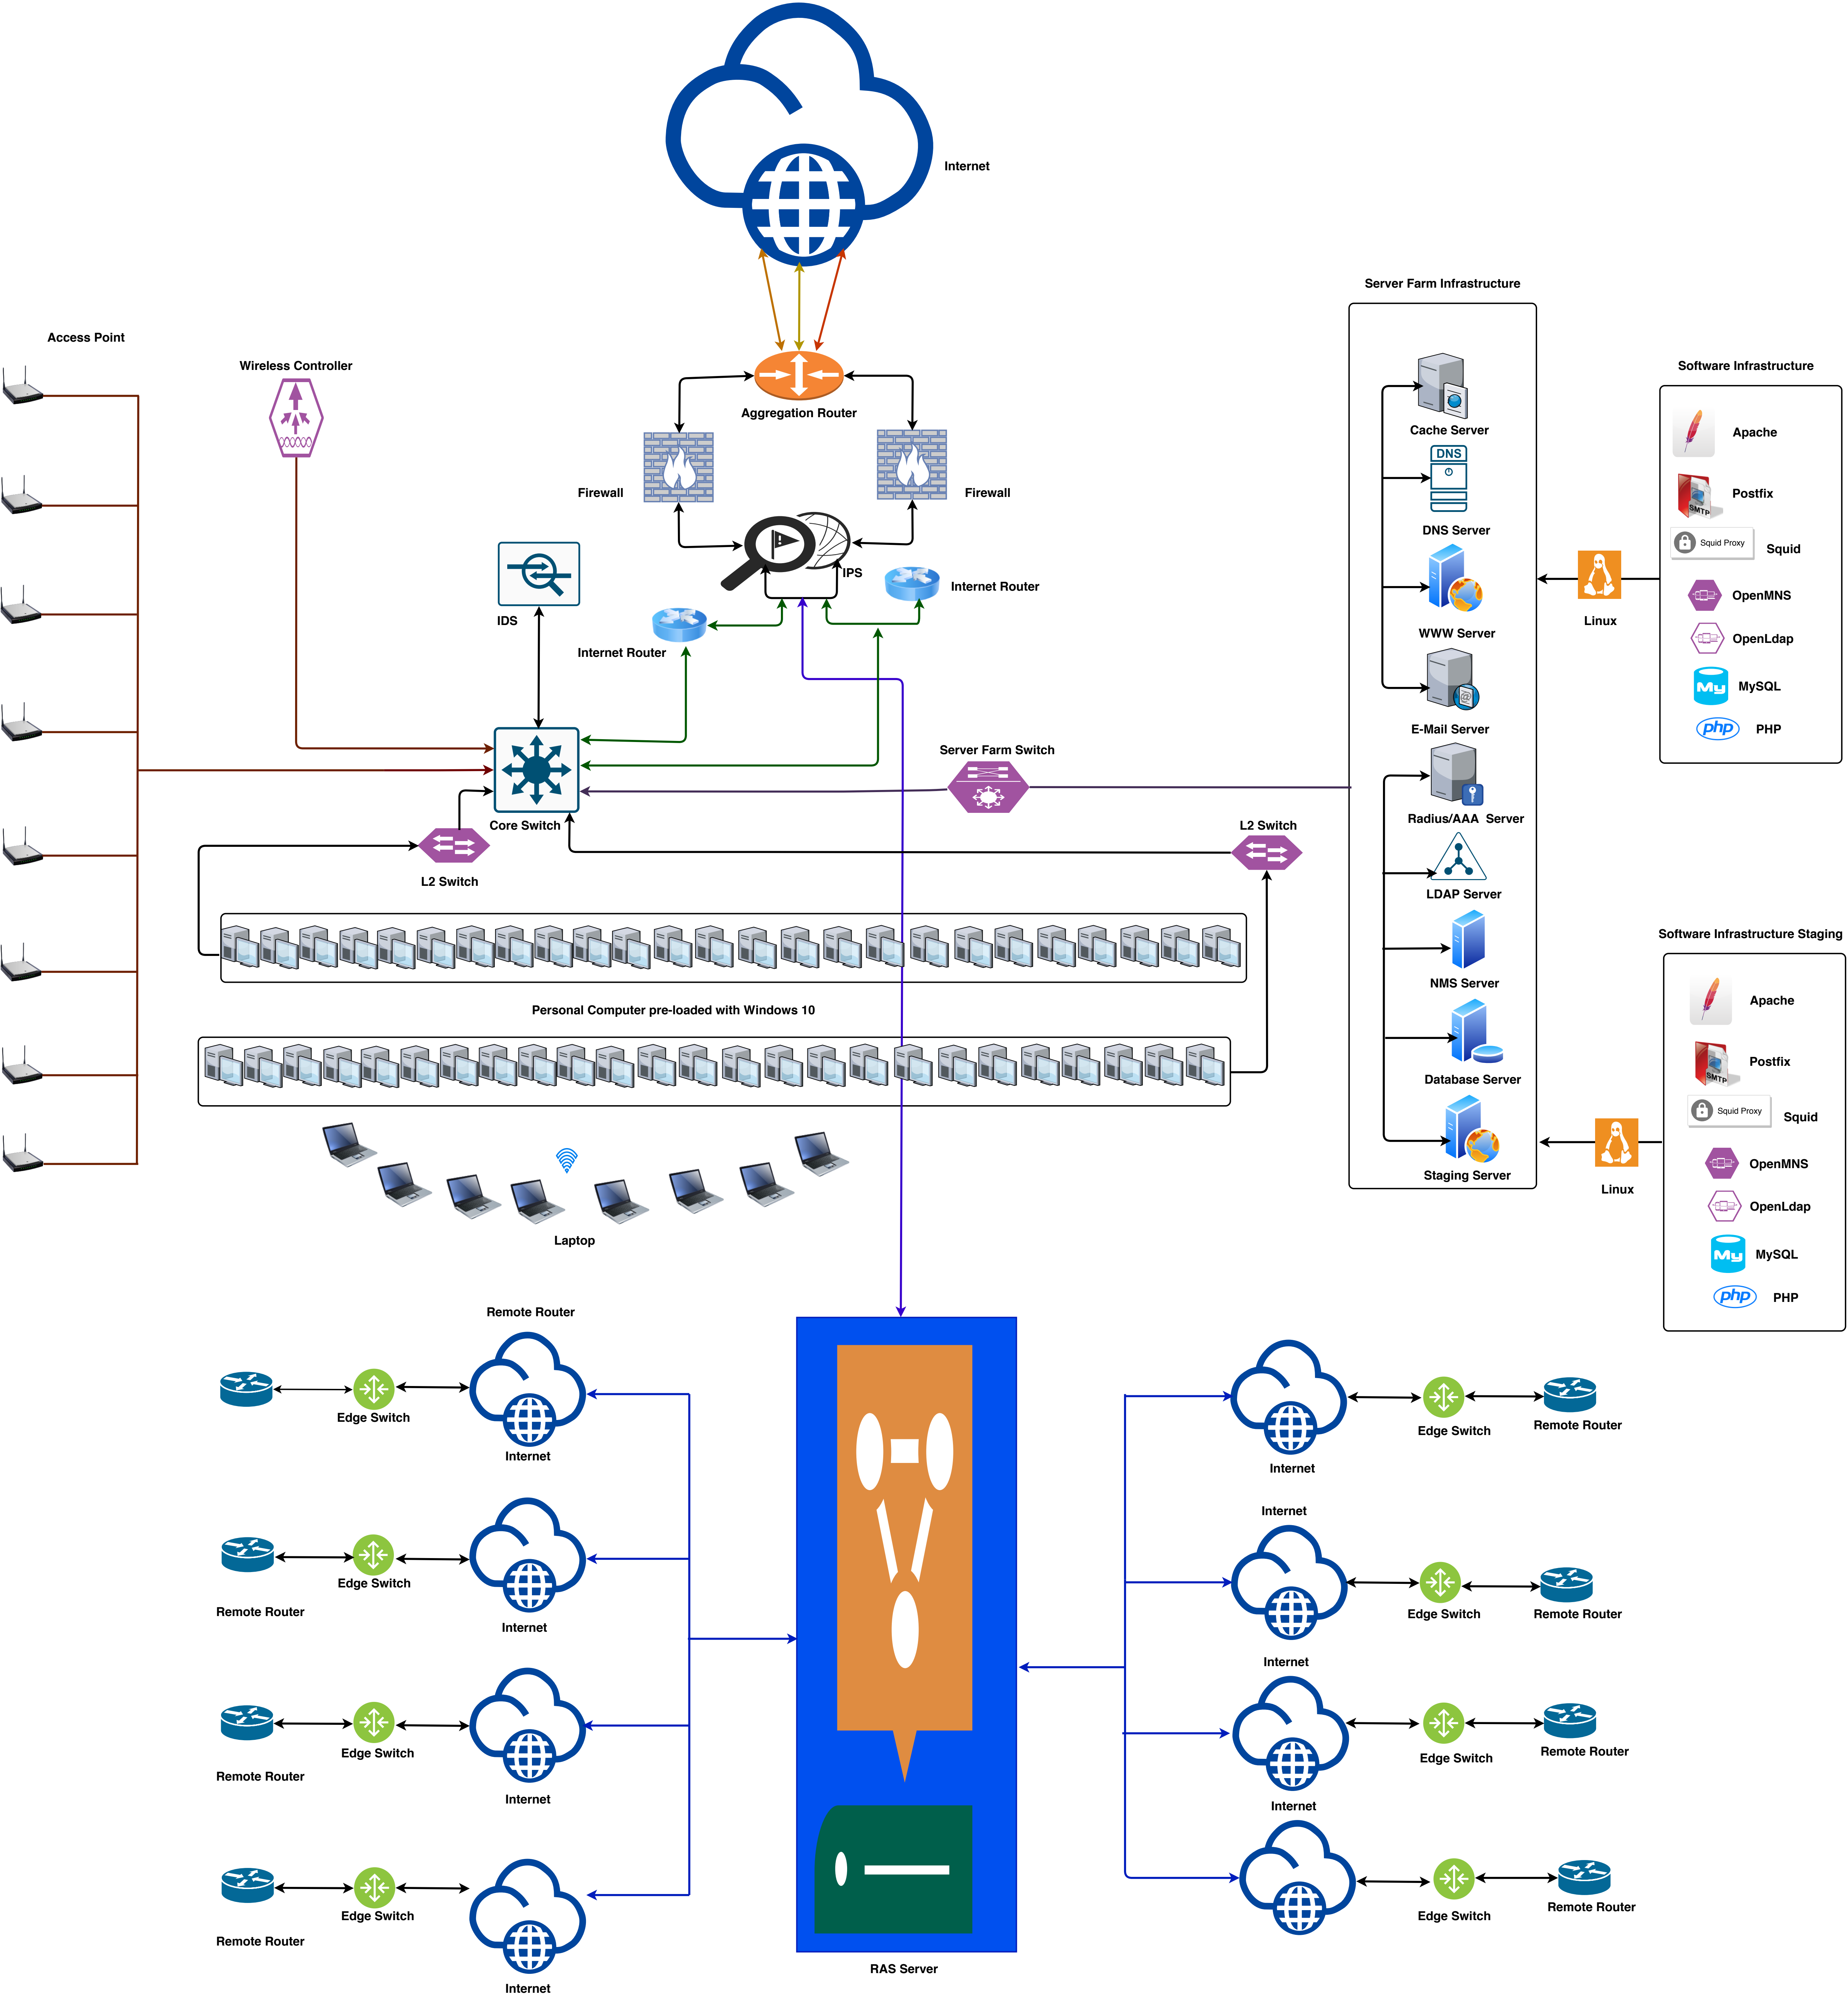 Internet
Server Farm Infrastructure
Access Point
Wireless Controller
Software Infrastructure
Aggregation Router
Cache Server
Apache
DNS
Firewall
Firewall
Postfix
SMTP
DNS Server
Squid Proxy
Squid
IPS
Internet Router
OpenMNS
IDS
Linux
WWW Server
OpenLdap
Internet Router
My
MySQL
E-Mail Server
php
PHP
Server Farm Switch
Radius/AAA Server
Core Switch
L2 Switch
L2 Switch
LDAP Server
Software Infrastructure Staging
NMS Server
Apache
Personal Computer pre-loaded with Windows 10
Postfix
SMTP
Database Server
Squid Proxy
Squid
OpenMNS
Staging Server
Linux
OpenLdap
Laptop
My
MySQL
php
PHP
Remote Router
Edge Switch
Internet
Edge Switch
Remote Router
Internet
Internet
Edge Switch
Remote Router
Internet
Edge Switch
Remote Router
Internet
Edge Switch
Remote Router
Internet
Edge Switch
Remote Router
Internet
Internet
Edge Switch
Remote Router
Edge Switch
Remote Router
Internet
RAS Server